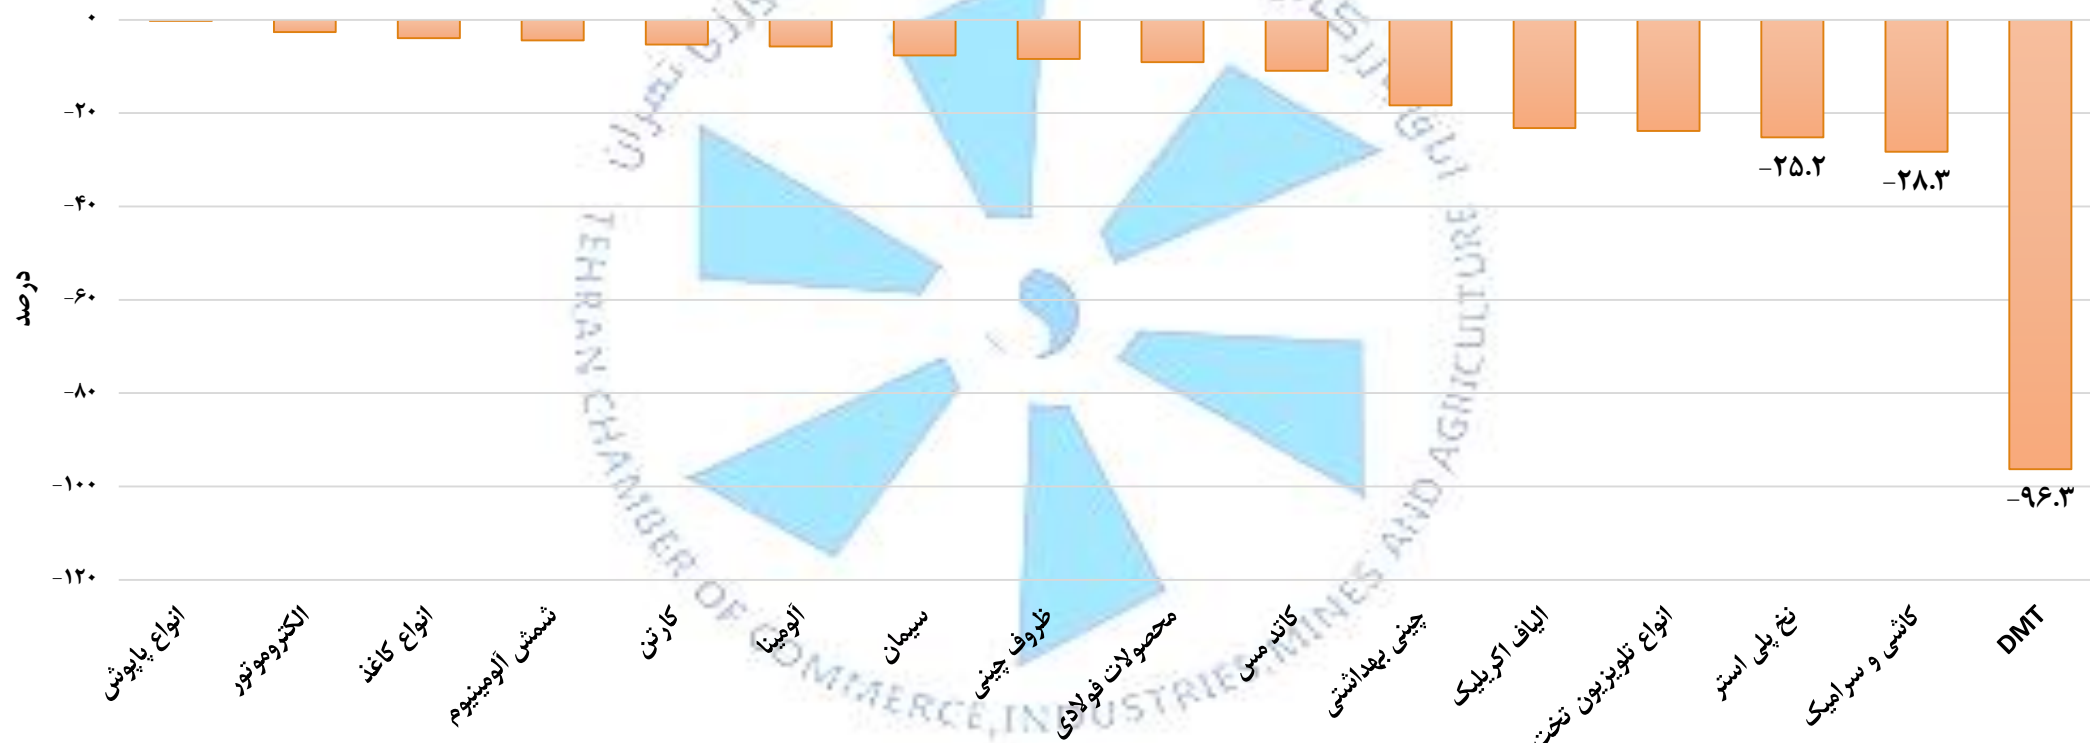 ۰
-۲۰
-۴۰
-۶۰
-۸۰
-۱۰۰
-۱۲۰
درصد
-۲۵.۲
-۲۸.۳
-۹۶.۳
انواع پاپوش
الکتروموتور
انواع کاغذ
شمش آلومینیوم
کارتن
آلومینا
سیمان
ظروف چینی
محصولات فولادی
کاتد مس
چینی بهداشتی
الیاف اکریلیک
انواع تلویزیون تخت
نخ پلی استر
کاشی و سرامیک
DMT
TEHRAN CHAMBER OF COMMERCE,INDUSTRIES,MINES AND AGRICULTURE